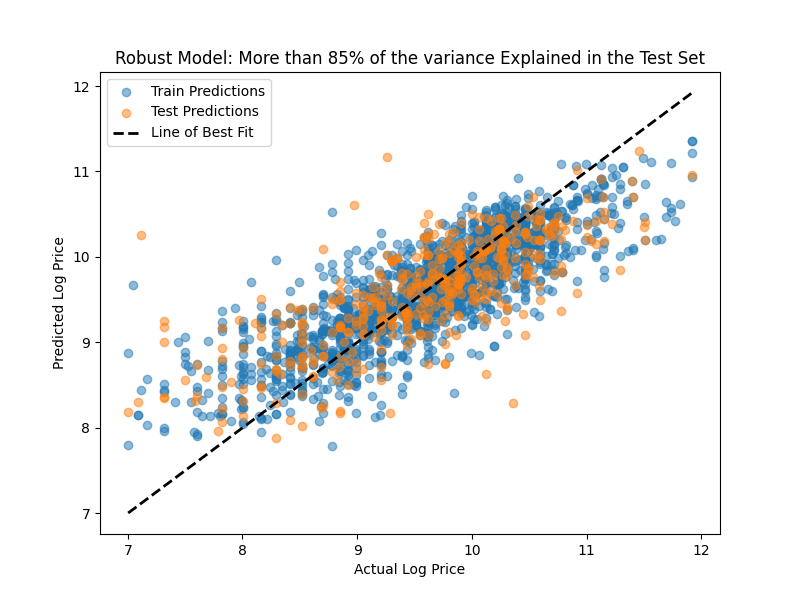 Robust Model: More than 85% of the variance Explained in the Test Set
Train Predictions
Test Predictions
Line of Best Fit
12
11
10
9
8
7
Predicted Log Price
7 8 9 10 11 12
Actual Log Price